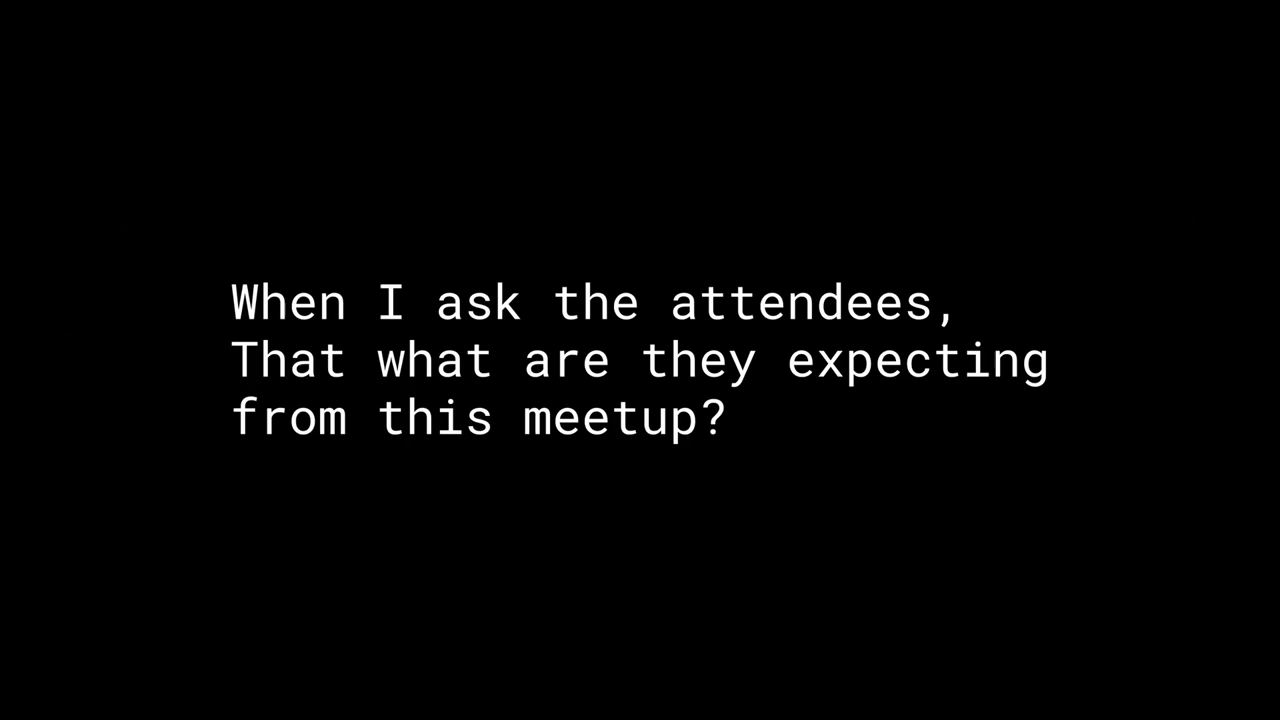 When I ask the attendees,
That what are they expecting
from this meetup?